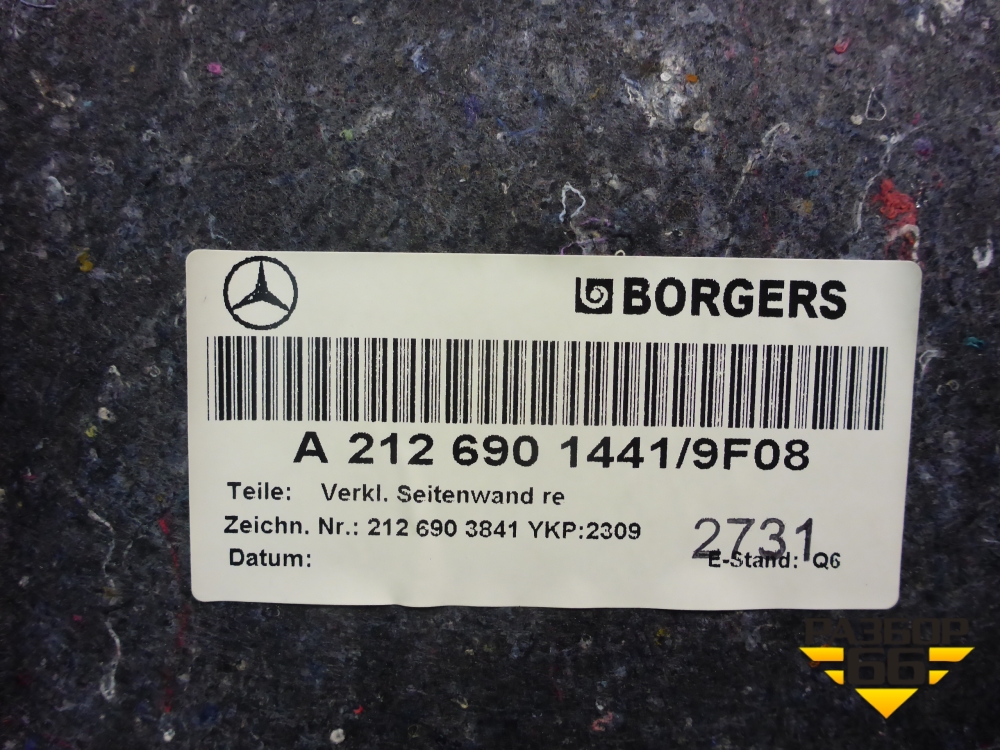 BORGERS
A 212 690 1441/9F08
Teile: Verkl. Seitenwand re
Zeichn. Nr.: 212 690 3841 YKP:2309
2731
Datum:
E-Stand: Q6
РАЗБОР
66